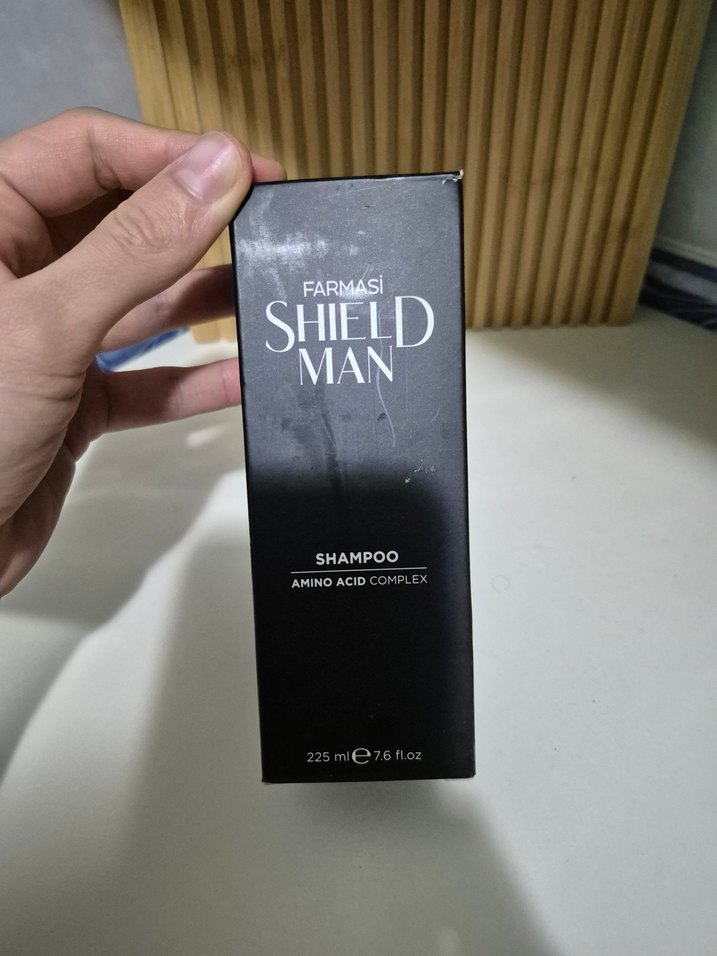 FARMASi
SHIELD
MAN
SHAMPOO
AMINO ACID COMPLEX
225 ml ℮ 7.6 fl.oz